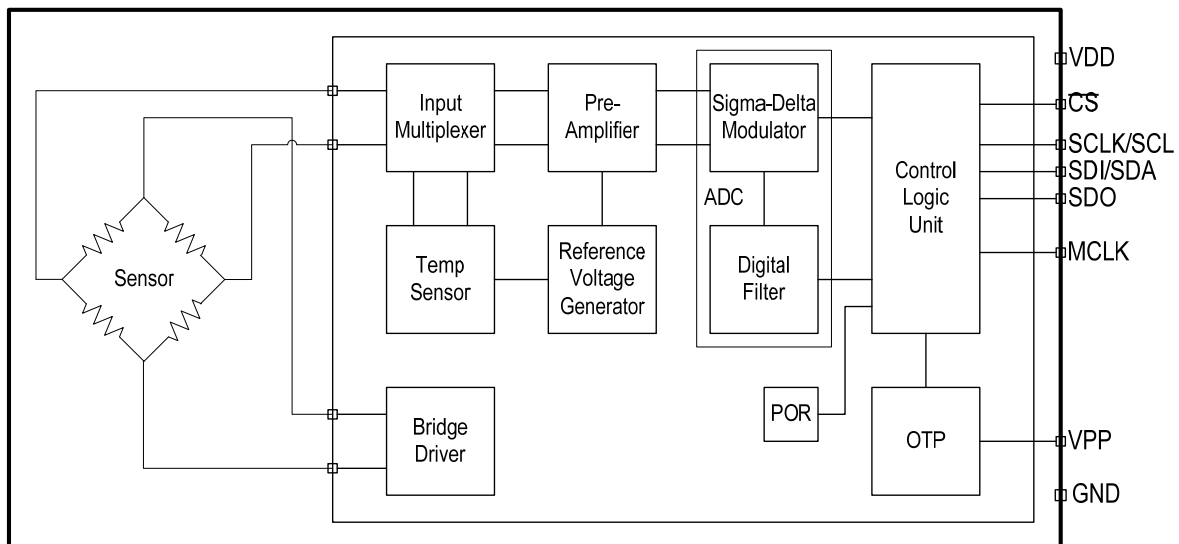 VDD
Input
Multiplexer
Pre-
Amplifier
Sigma-Delta
Modulator
CS
SCLK/SCL
SDI/SDA
SDO
Control
Logic
Unit
ADC
MCLK
Sensor
Temp
Sensor
Reference
Voltage
Generator
Digital
Filter
POR
Bridge
Driver
OTP
VPP
GND